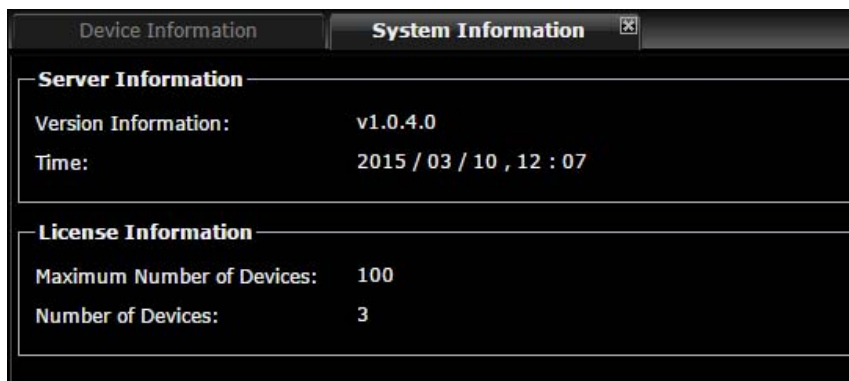 Device Information System Information
Server Information
Version Information: v1.0.4.0
Time: 2015 / 03 / 10 , 12 : 07
License Information
Maximum Number of Devices: 100
Number of Devices: 3